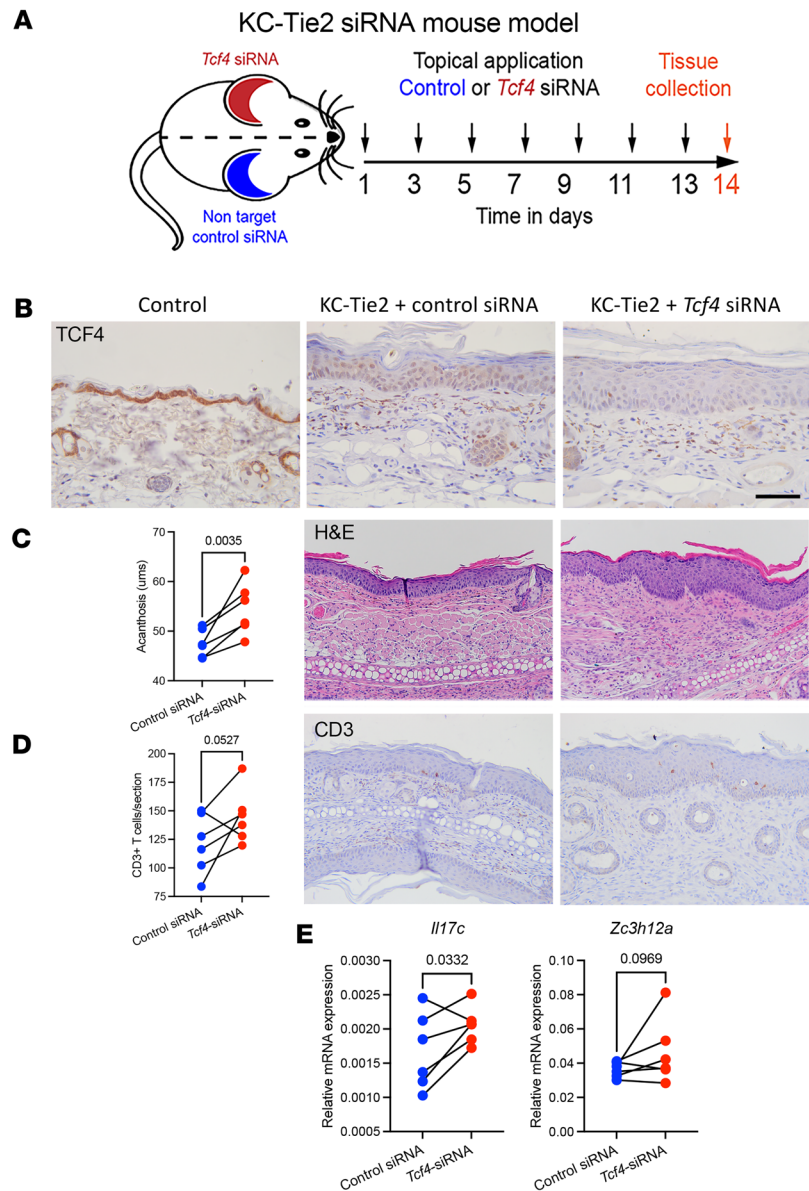 A
KC-Tie2 siRNA mouse model
Tcf4 siRNA
Non target
control siRNA
Topical application
Control or Tcf4 siRNA
Tissue
collection
1 3 5 7 9 11 13 14
Time in days
B
Control
KC-Tie2 + control siRNA
KC-Tie2 + Tcf4 siRNA
TCF4
C
0.0035
70
60
50
40
Acanthosis (ums)
Control siRNA
Tcf4-siRNA
H&E
D
0.0527
200
175
150
125
100
75
CD3+ T cells/section
Control siRNA
Tcf4-siRNA
CD3
E
Il17c
0.0332
0.0030
0.0025
0.0020
0.0015
0.0010
0.0005
Relative mRNA expression
Control siRNA
Tcf4-siRNA
Zc3h12a
0.0969
0.10
0.08
0.06
0.04
0.02
0.00
Relative mRNA expression
Control siRNA
Tcf4-siRNA